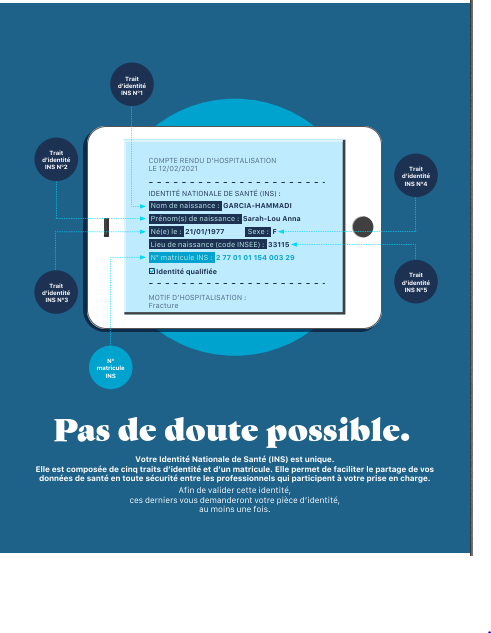 Trait
d'identité
INS N°1
Trait
d'identité
INS N°2
Trait
d'identité
INS N°4
COMPTE RENDU D'HOSPITALISATION
LE 12/02/2021
IDENTITÉ NATIONALE DE SANTÉ (INS) :
Nom de naissance : GARCIA-HAMMADI
Prénom(s) de naissance : Sarah-Lou Anna
Né(e) le : 21/01/1977 Sexe : F
Lieu de naissance (code INSEE) : 33115
N° matricule INS : 2 77 01 01 154 003 29
Identité qualifiée
MOTIF D'HOSPITALISATION :
Fracture
Trait
d'identité
INS N°3
Trait
d'identité
INS N°5
N°
matricule
INS
Pas de doute possible.
Votre Identité Nationale de Santé (INS) est unique.
Elle est composée de cinq traits d'identité et d'un matricule. Elle permet de faciliter le partage de vos
données de santé en toute sécurité entre les professionnels qui participent à votre prise en charge.
Afin de valider cette identité,
ces derniers vous demanderont votre pièce d'identité,
au moins une fois.